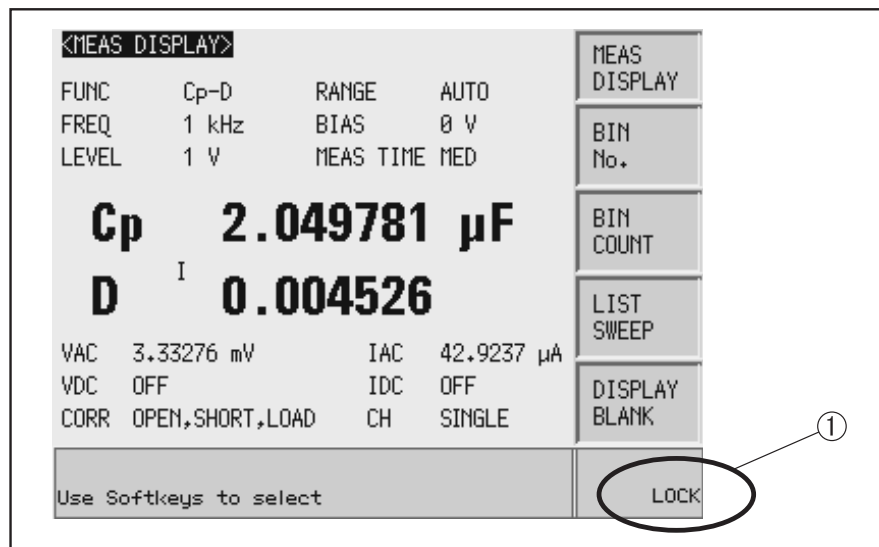 <MEAS DISPLAY>
FUNC Cp-D RANGE AUTO
FREQ 1 kHz BIAS 0 V
LEVEL 1 V MEAS TIME MED
Cp 2.049781 µF
I
D 0.004526
VAC 3.33276 mV IAC 42.9237 µA
VDC OFF IDC OFF
CORR OPEN,SHORT,LOAD CH SINGLE
Use Softkeys to select
MEAS
DISPLAY
BIN
No.
BIN
COUNT
LIST
SWEEP
DISPLAY
BLANK
LOCK
①